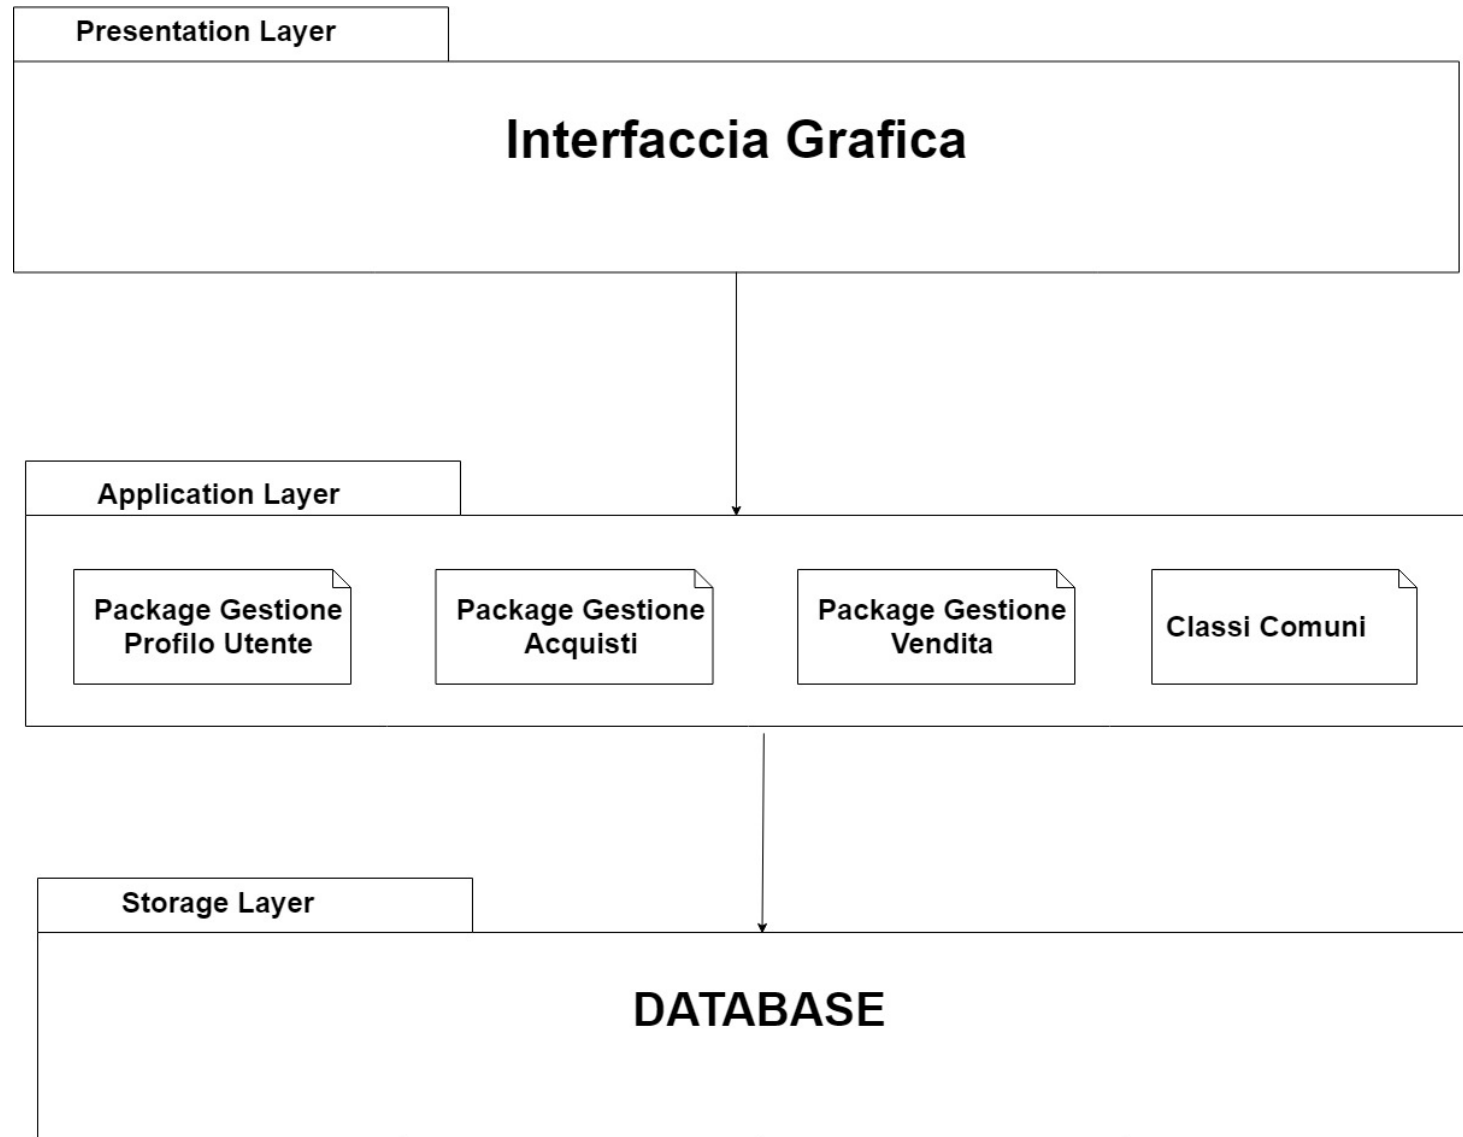 Presentation Layer
Interfaccia Grafica
Application Layer
Package Gestione
Profilo Utente
Package Gestione
Acquisti
Package Gestione
Vendita
Classi Comuni
Storage Layer
DATABASE